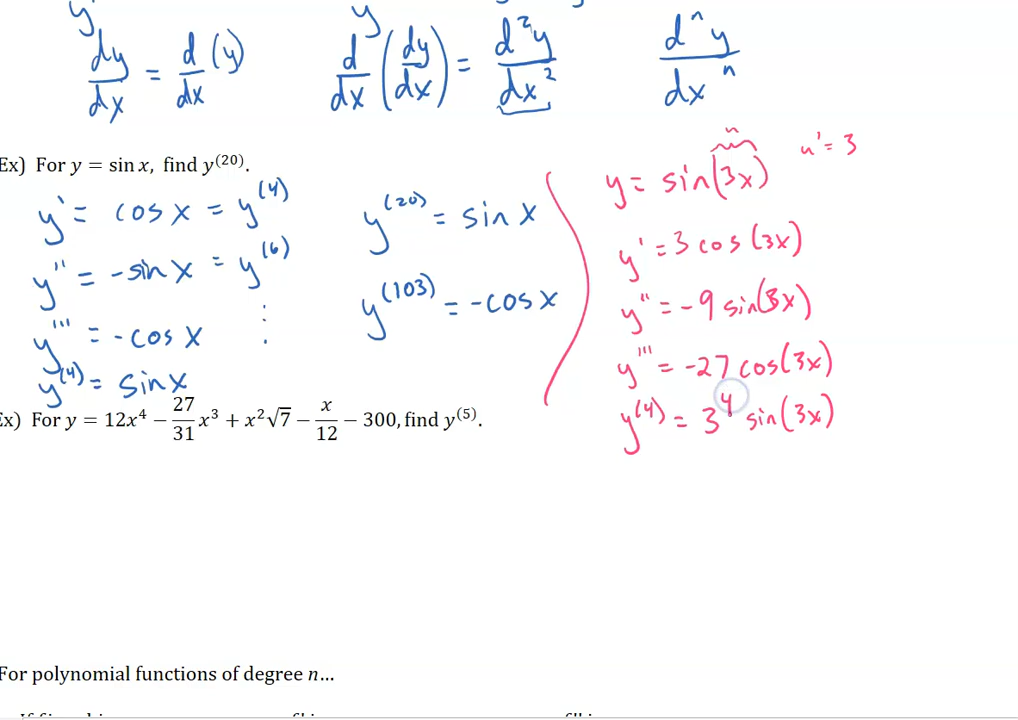 y
y
dy/dx = d/dx (y)
d/dx (dy/dx) = d²y/dx²
dⁿy/dxⁿ
Ex) For y = sin x, find y⁽²⁰⁾.
y' = cos x = y⁽⁴⁾
y'' = -sin x = y⁽⁶⁾
⋮
y''' = -cos x
y⁽⁴⁾ = sin x
y⁽²⁰⁾ = sin x
y⁽¹⁰³⁾ = -cos x
u
u' = 3
y = sin(3x)
y' = 3 cos(3x)
y'' = -9 sin(3x)
y''' = -27 cos(3x)
y⁽⁴⁾ = 3⁴ sin(3x)
Ex) For y = 12x⁴ − 27/31 x³ + x²√7 − x/12 − 300, find y⁽⁵⁾.
For polynomial functions of degree n…